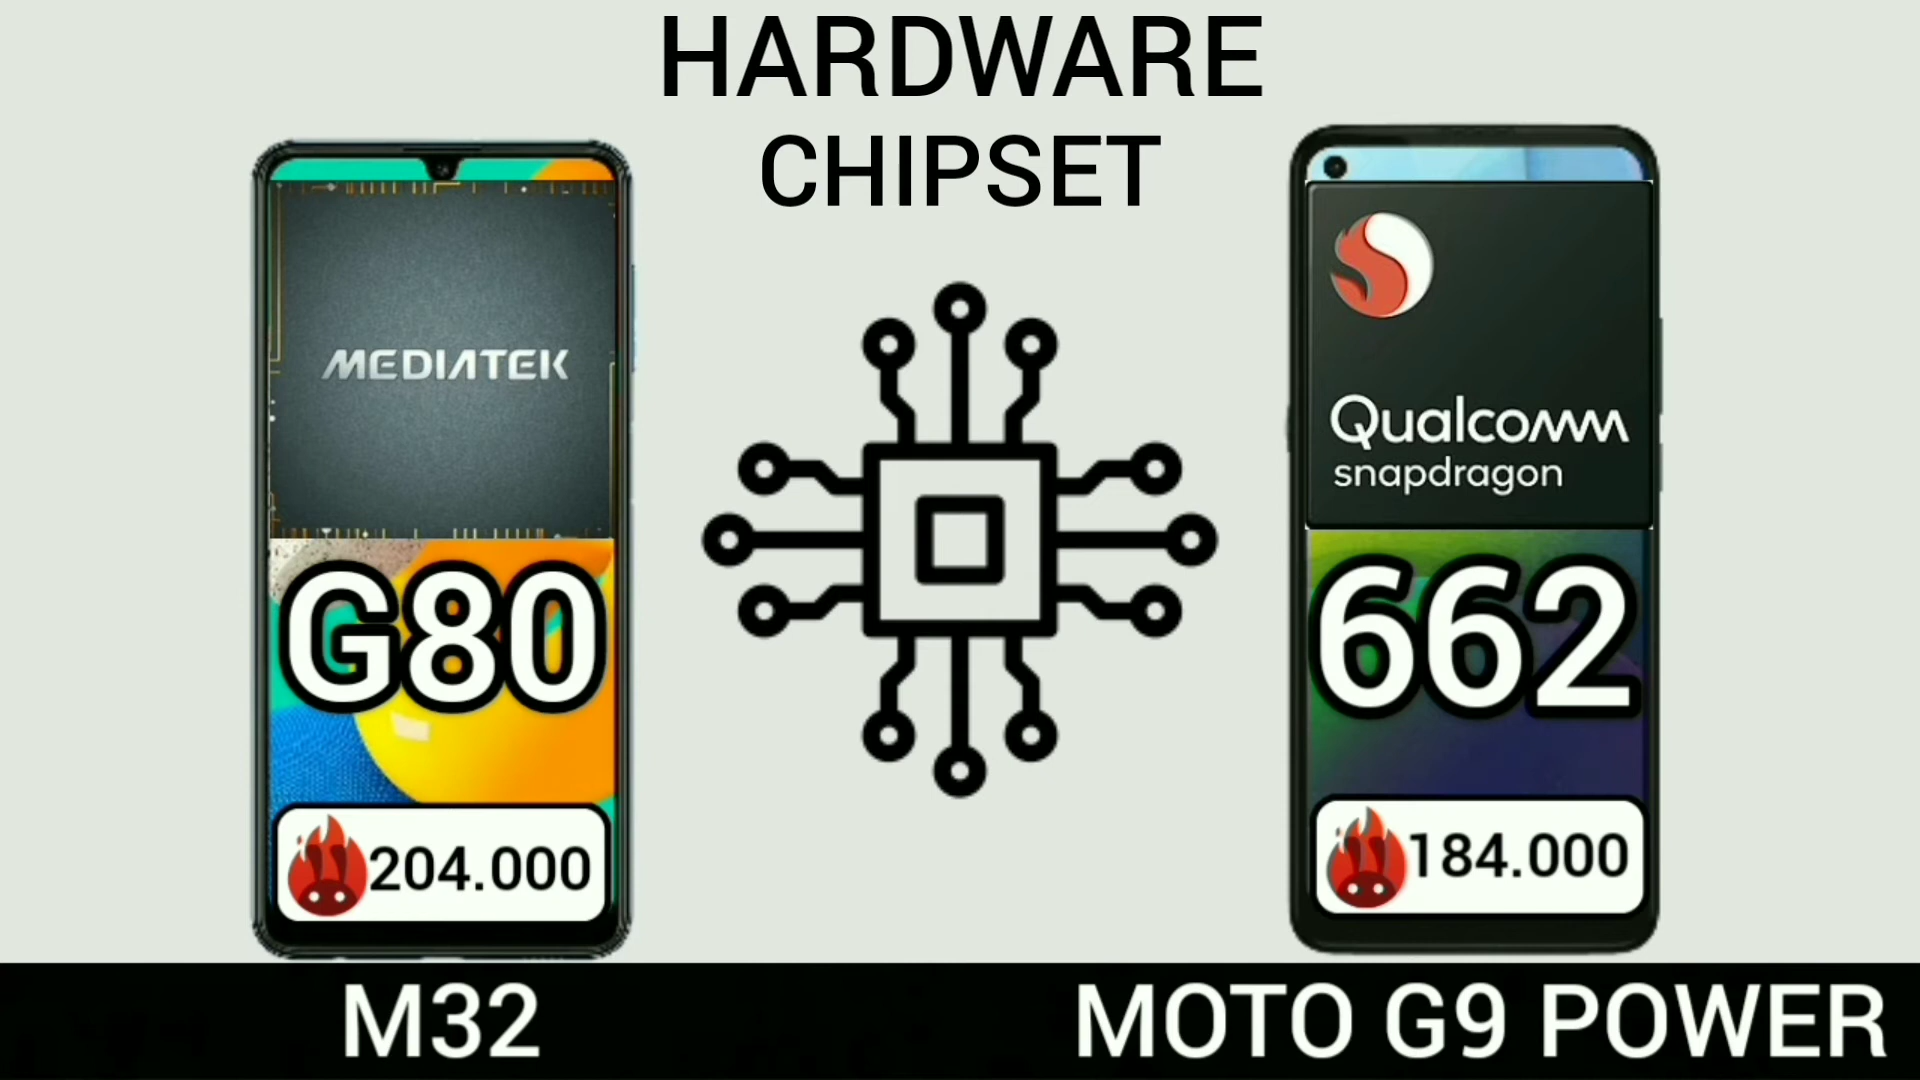 HARDWARE
CHIPSET
MEDIATEK
G80
204.000
Qualcomm
snapdragon
662
184.000
M32
MOTO G9 POWER